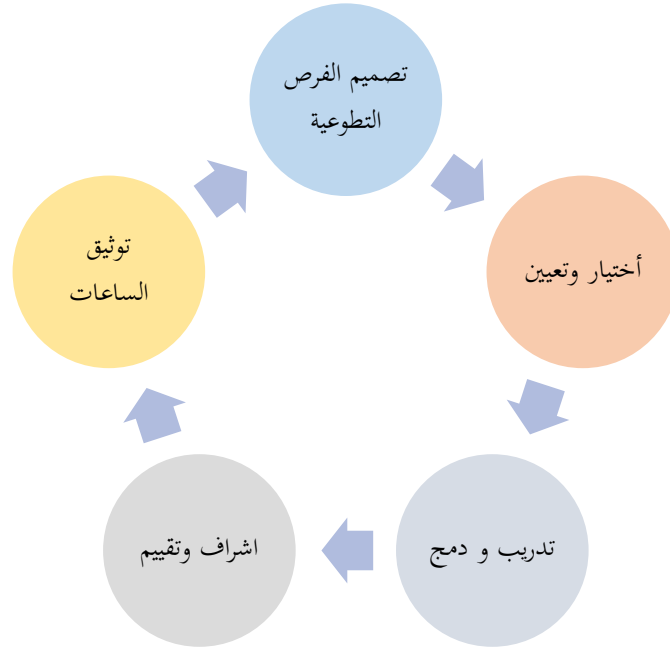 تصميم الفرص
التطوعية
أختيار وتعيين
تدريب و دمج
اشراف وتقييم
توثيق
الساعات